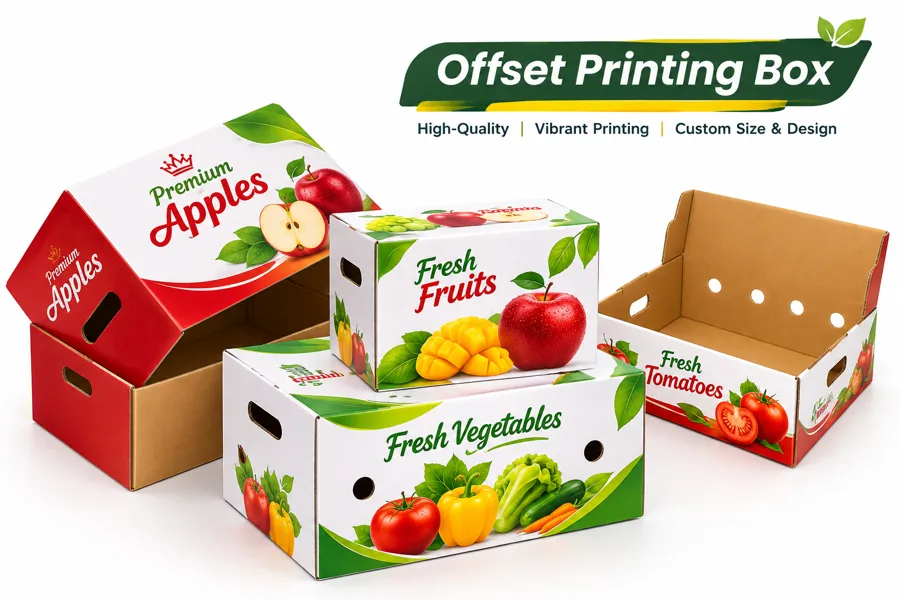 Offset Printing Box
High-Quality | Vibrant Printing | Custom Size & Design
Premium
Apples
Premium
Apples
Fresh
Fruits
Fresh Vegetables
Fresh
Tomatoes